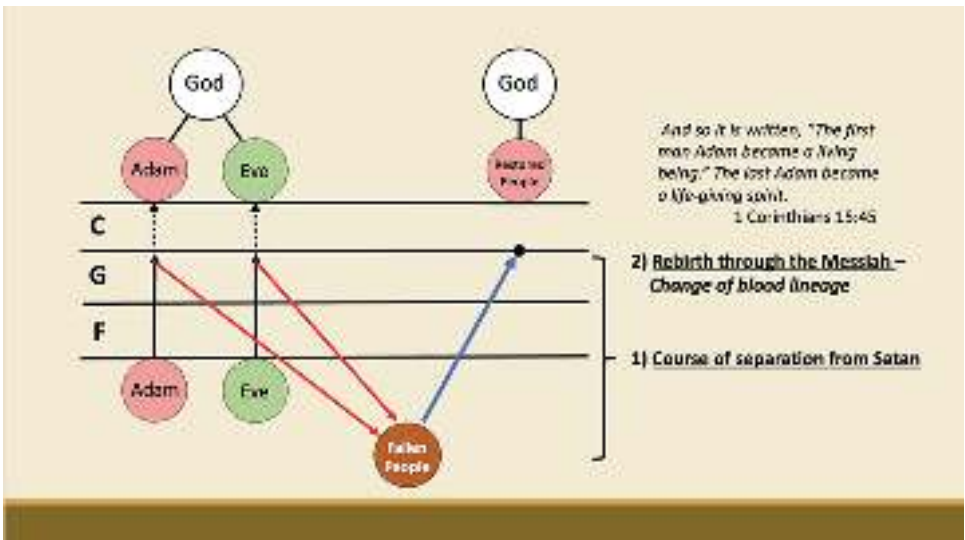 God
God
Adam
Eve
Restored
People
And so it is written, "The first
man Adam became a living
being." The last Adam became
a life-giving spirit.
1 Corinthians 15:45
C
G
F
2) Rebirth through the Messiah –
Change of blood lineage
1) Course of separation from Satan
Adam
Eve
Fallen
People